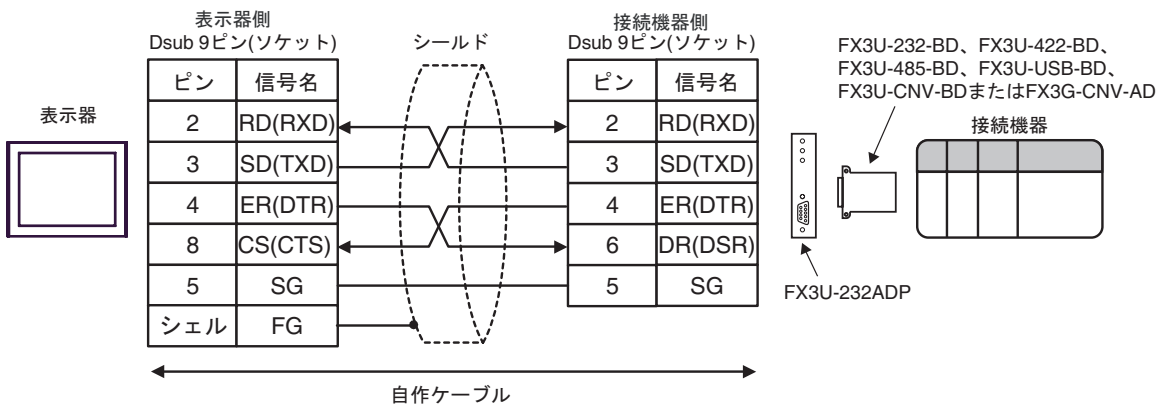 表示器側
Dsub 9ピン(ソケット)
シールド
接続機器側
Dsub 9ピン(ソケット)
FX3U-232-BD、FX3U-422-BD、
FX3U-485-BD、FX3U-USB-BD、
FX3U-CNV-BDまたはFX3G-CNV-AD
表示器
接続機器
ピン 信号名
2 RD(RXD)
3 SD(TXD)
4 ER(DTR)
8 CS(CTS)
5 SG
シェル FG
ピン 信号名
2 RD(RXD)
3 SD(TXD)
4 ER(DTR)
6 DR(DSR)
5 SG
FX3U-232ADP
自作ケーブル